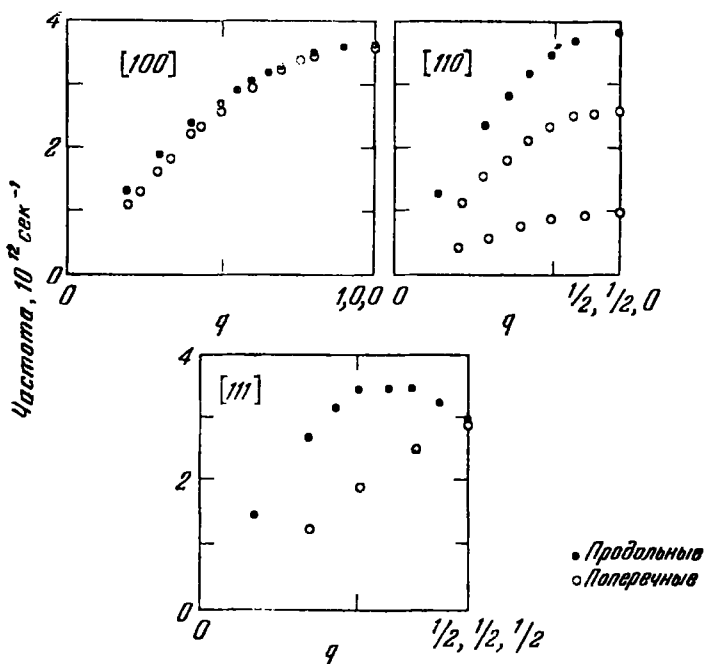 4
[100]
[110]
2
0
0
1,0,0
0
1/2, 1/2, 0
q
q
Частота, 10¹² сек⁻¹
4
[111]
2
0
0
1/2, 1/2, 1/2
q
• Продольные
○ Поперечные